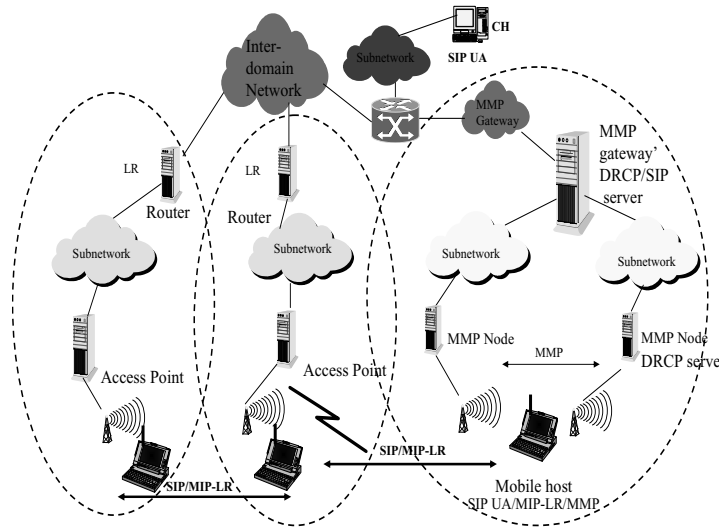 CH
SIP UA
Inter-
domain
Network
Subnetwork
MMP
Gateway
MMP
gateway'
DRCP/SIP
server
LR
Router
LR
Router
Subnetwork
Subnetwork
Subnetwork
Subnetwork
Access Point
Access Point
MMP Node
MMP
MMP Node
DRCP serve
SIP/MIP-LR
SIP/MIP-LR
Mobile host
SIP UA/MIP-LR/MMP